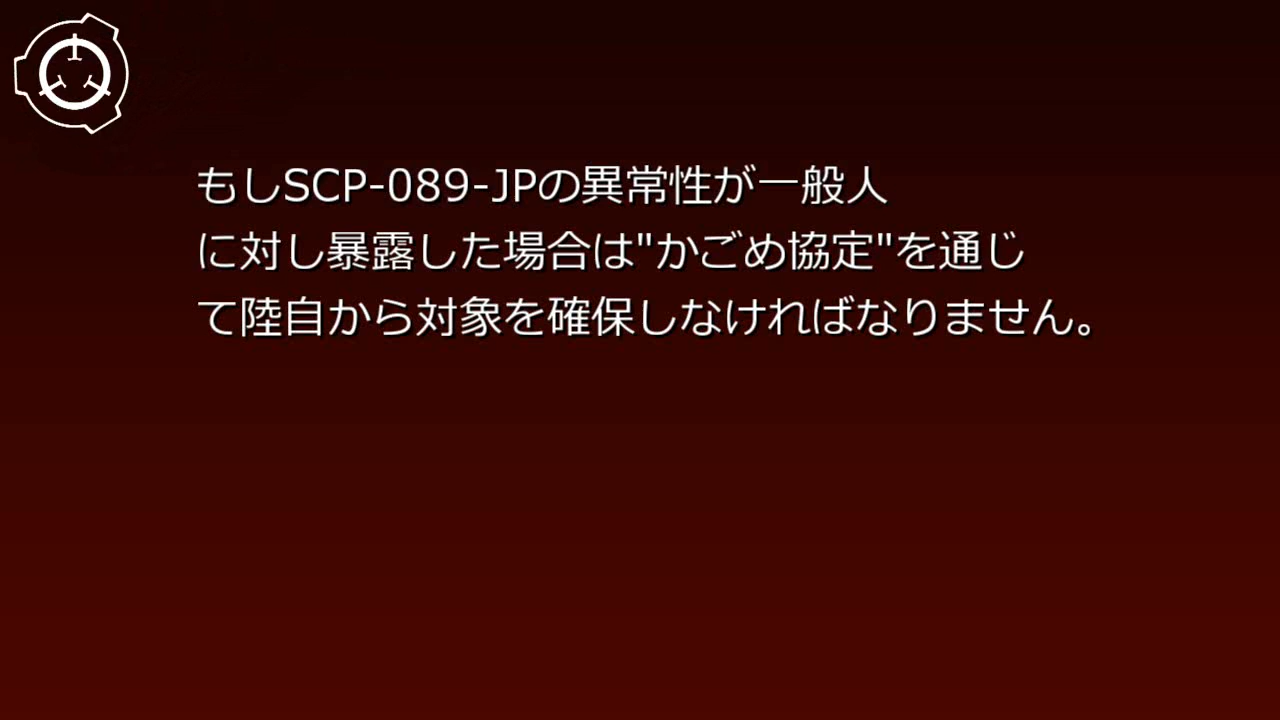 もしSCP-089-JPの異常性が一般人
に対し暴露した場合は"かごめ協定"を通じ
て陸自から対象を確保しなければなりません。